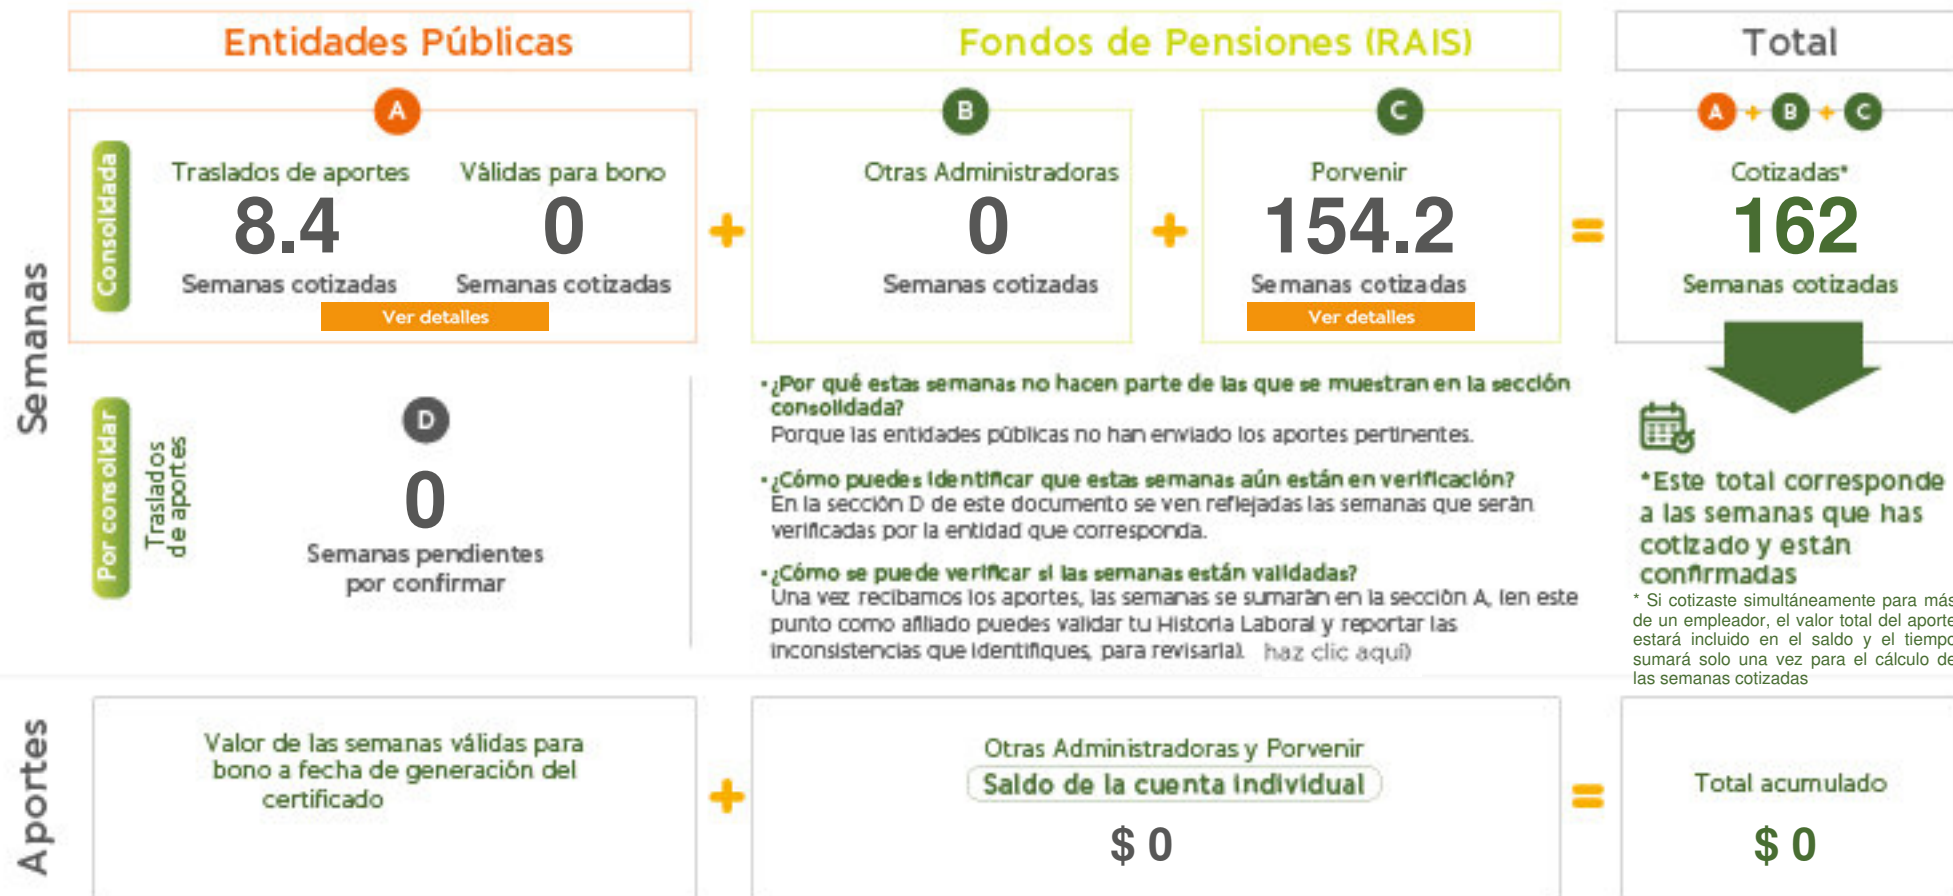 Entidades Públicas
Fondos de Pensiones (RAIS)
Total
Semanas
Consolidada
A
Traslados de aportes
8.4
Semanas cotizadas
Válidas para bono
0
Semanas cotizadas
Ver detalles
+
B
Otras Administradoras
0
Semanas cotizadas
+
C
Porvenir
154.2
Semanas cotizadas
Ver detalles
=
A + B + C
Cotizadas*
162
Semanas cotizadas
Por consolidar
Traslados
de aportes
D
0
Semanas pendientes
por confirmar
• ¿Por qué estas semanas no hacen parte de las que se muestran en la sección
consolidada?
Porque las entidades públicas no han enviado los aportes pertinentes.
• ¿Cómo puedes identificar que estas semanas aún están en verificación?
En la sección D de este documento se ven reflejadas las semanas que serán
verificadas por la entidad que corresponda.
• ¿Cómo se puede verificar si las semanas están validadas?
Una vez recibamos los aportes, las semanas se sumarán en la sección A, (en este
punto como afiliado puedes validar tu Historia Laboral y reportar las
inconsistencias que identifiques, para revisarla). haz clic aquí)
*Este total corresponde
a las semanas que has
cotizado y están
confirmadas
* Si cotizaste simultáneamente para más
de un empleador, el valor total del aporte
estará incluido en el saldo y el tiempo
sumará solo una vez para el cálculo de
las semanas cotizadas
Aportes
Valor de las semanas válidas para
bono a fecha de generación del
certificado
+
Otras Administradoras y Porvenir
Saldo de la cuenta individual
$ 0
=
Total acumulado
$ 0